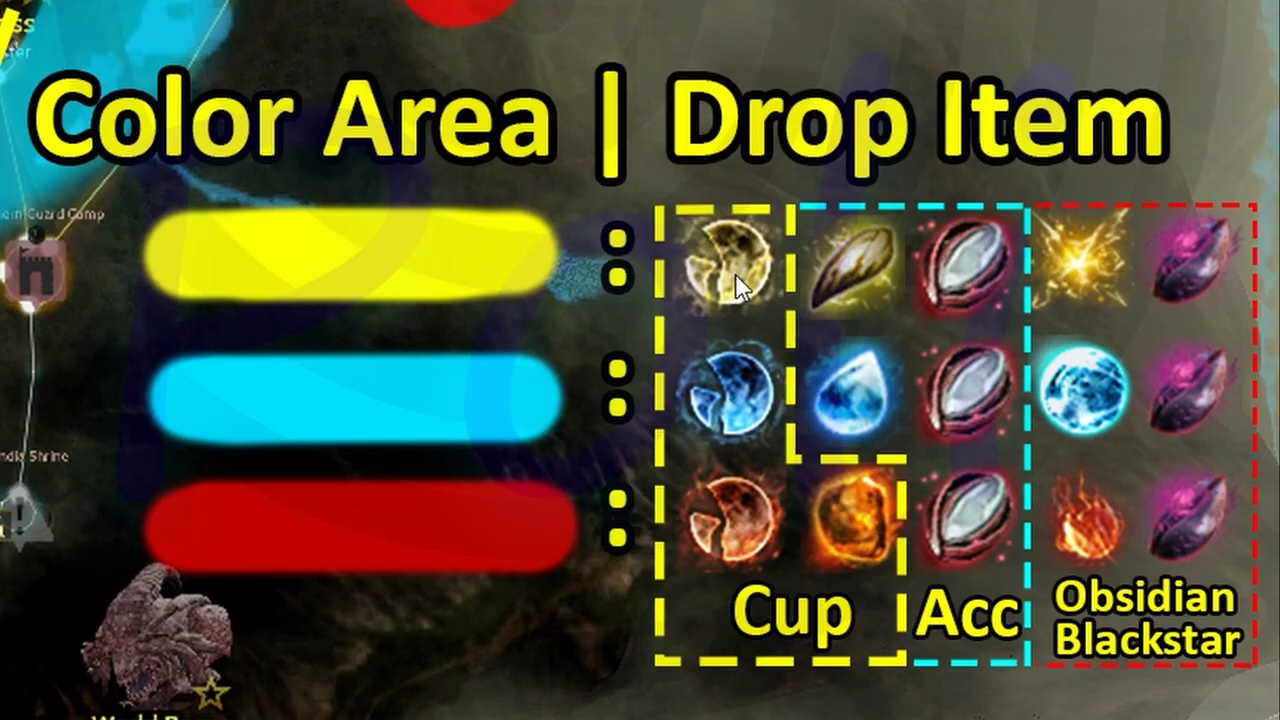 Color Area | Drop Item
:
:
:
Cup
Acc
Obsidian
Blackstar